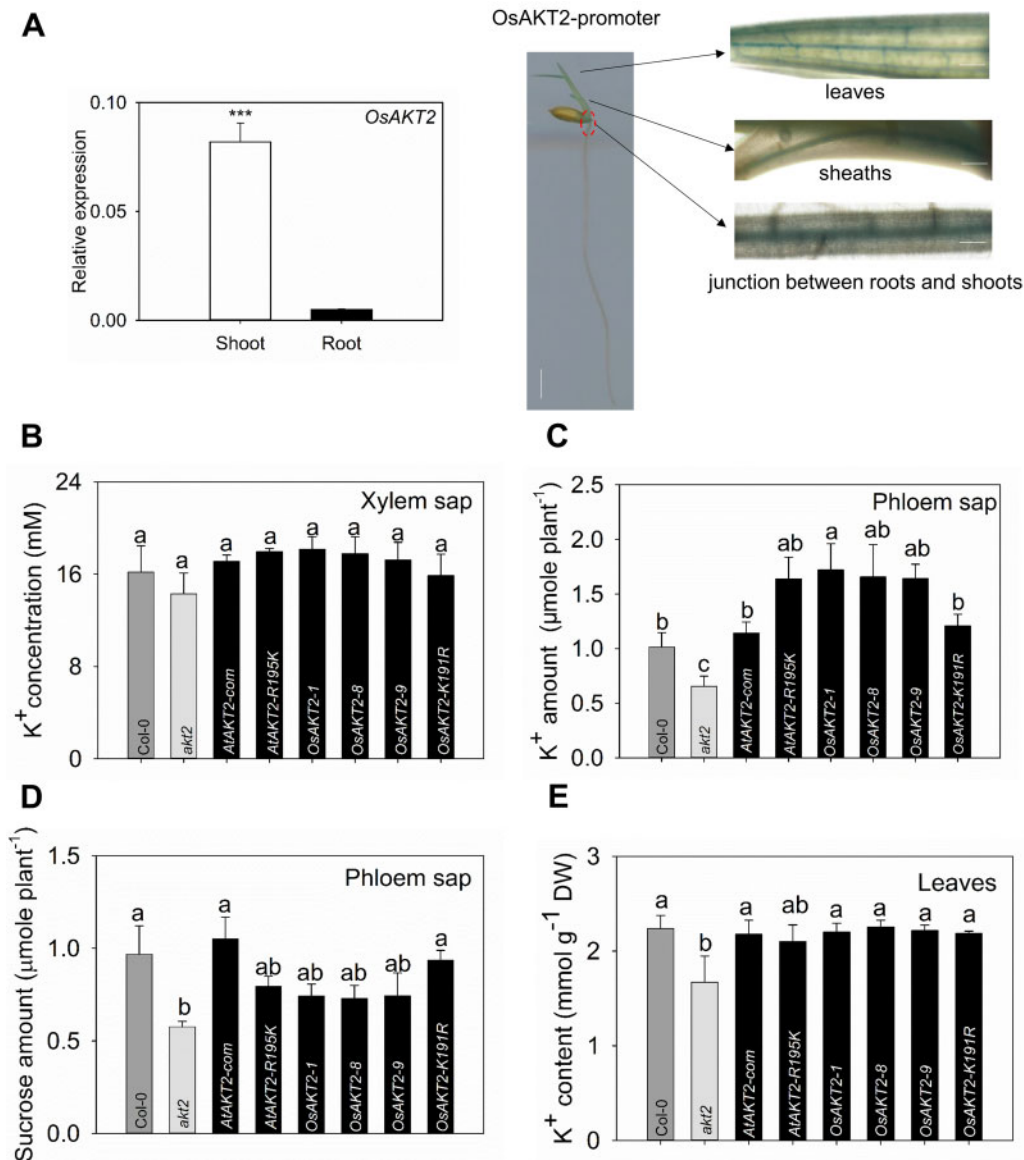 A
OsAKT2-promoter
***
OsAKT2
0.10
0.05
0.00
Relative expression
Shoot
Root
leaves
sheaths
junction between roots and shoots
B
Xylem sap
K⁺ concentration (mM)
24
16
8
0
a
a
a
a
a
a
a
a
Col-0
akt2
AtAKT2-com
AtAKT2-R195K
OsAKT2-1
OsAKT2-8
OsAKT2-9
OsAKT2-K191R
C
Phloem sap
K⁺ amount (µmole plant⁻¹)
2.5
2.0
1.5
1.0
0.5
0.0
b
c
b
ab
a
ab
ab
b
Col-0
akt2
AtAKT2-com
AtAKT2-R195K
OsAKT2-1
OsAKT2-8
OsAKT2-9
OsAKT2-K191R
D
Phloem sap
Sucrose amount (µmole plant⁻¹)
1.5
1.0
0.5
0.0
a
b
a
ab
ab
ab
ab
a
Col-0
akt2
AtAKT2-com
AtAKT2-R195K
OsAKT2-1
OsAKT2-8
OsAKT2-9
OsAKT2-K191R
E
Leaves
K⁺ content (mmol g⁻¹ DW)
3
2
1
0
a
b
a
ab
a
a
a
a
Col-0
akt2
AtAKT2-com
AtAKT2-R195K
OsAKT2-1
OsAKT2-8
OsAKT2-9
OsAKT2-K191R